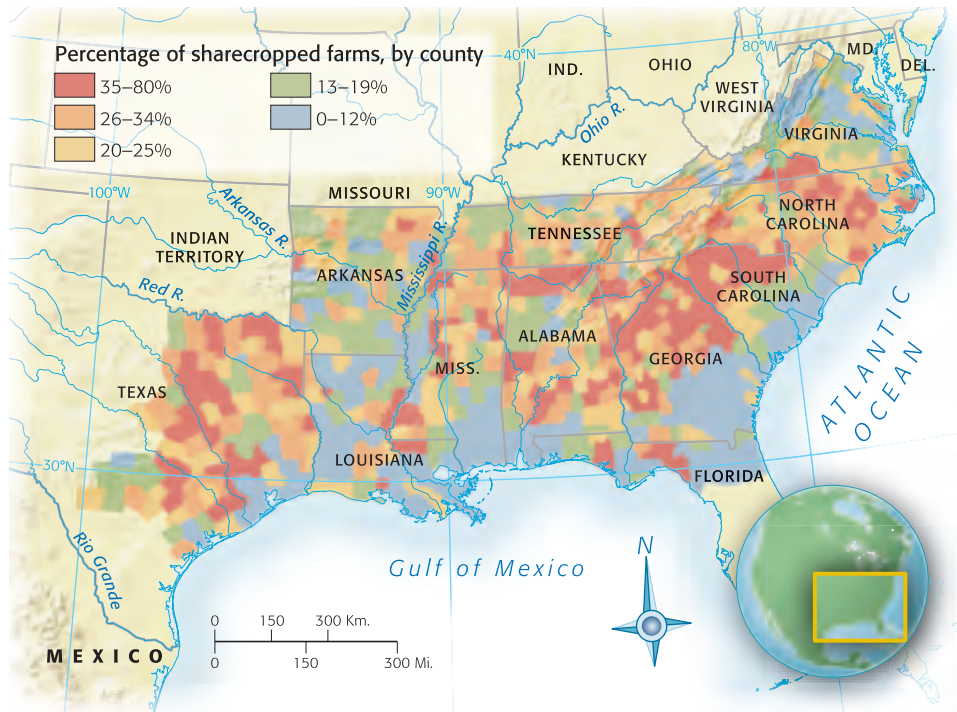 Percentage of sharecropped farms, by county
35–80%
13–19%
26–34%
0–12%
20–25%
40°N
80°W
MD.
DEL.
IND.
OHIO
WEST
VIRGINIA
Ohio R.
VIRGINIA
KENTUCKY
100°W
MISSOURI
90°W
Arkansas R.
NORTH
CAROLINA
INDIAN
TERRITORY
TENNESSEE
Mississippi R.
ARKANSAS
Red R.
SOUTH
CAROLINA
ALABAMA
GEORGIA
MISS.
TEXAS
ATLANTIC
OCEAN
LOUISIANA
30°N
FLORIDA
Rio Grande
Gulf of Mexico
N
0 150 300 Km.
0 150 300 Mi.
MEXICO